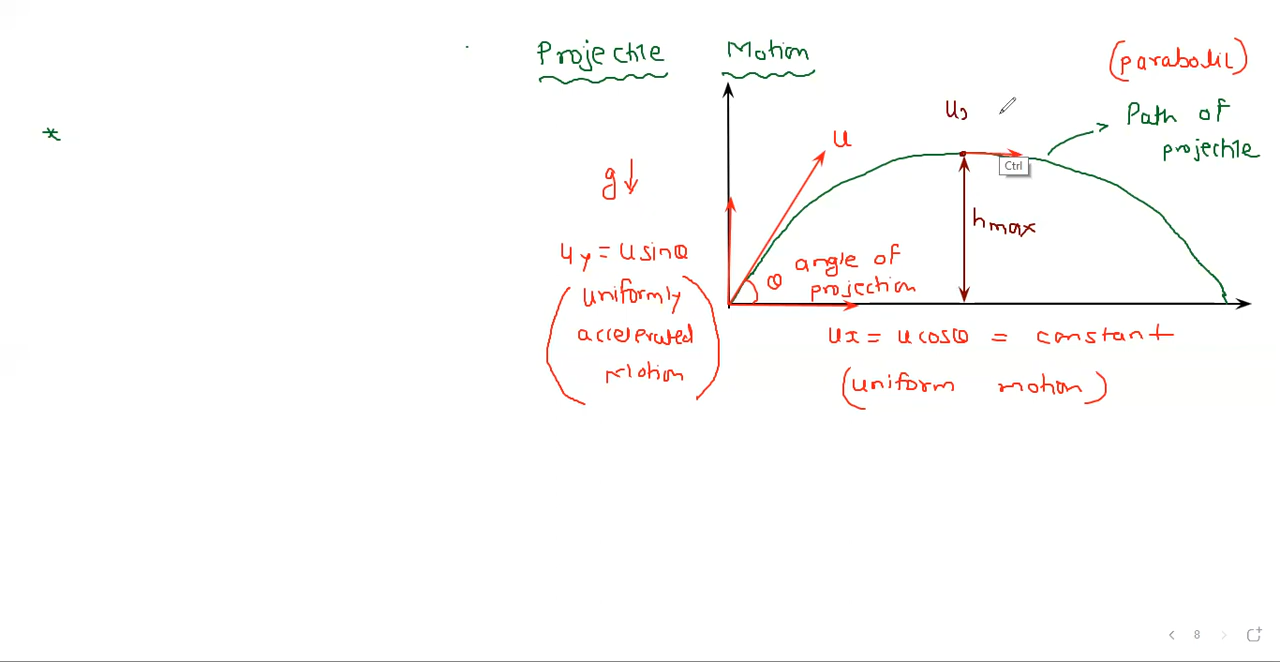 Projectile Motion
(parabolic)
Path of
projectile
*
u
g↓
hmax
uy = u sinθ
(uniformly
accelerated
Motion)
θ angle of
projection
ux = u cosθ = constant
(uniform motion)
Ctrl
8